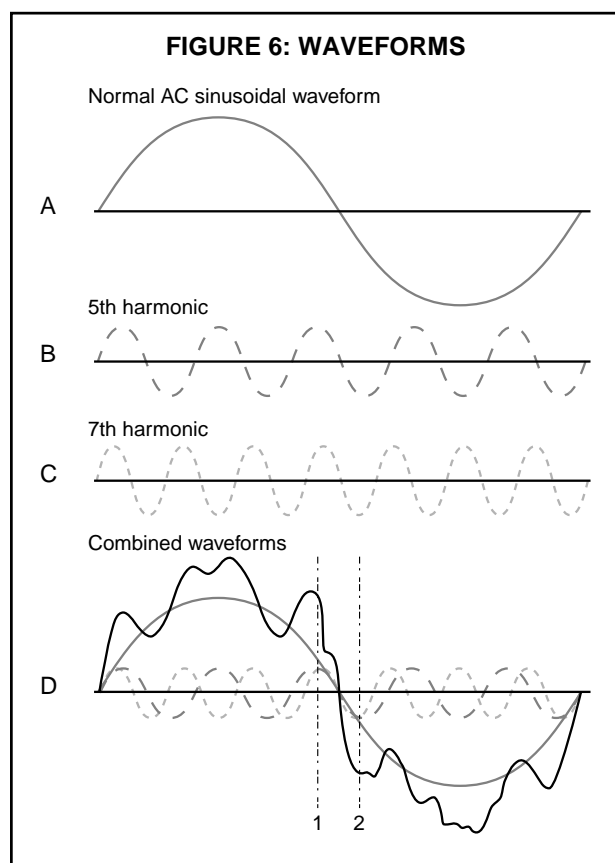 FIGURE 6: WAVEFORMS
Normal AC sinusoidal waveform
A
5th harmonic
B
7th harmonic
C
Combined waveforms
D
1 2